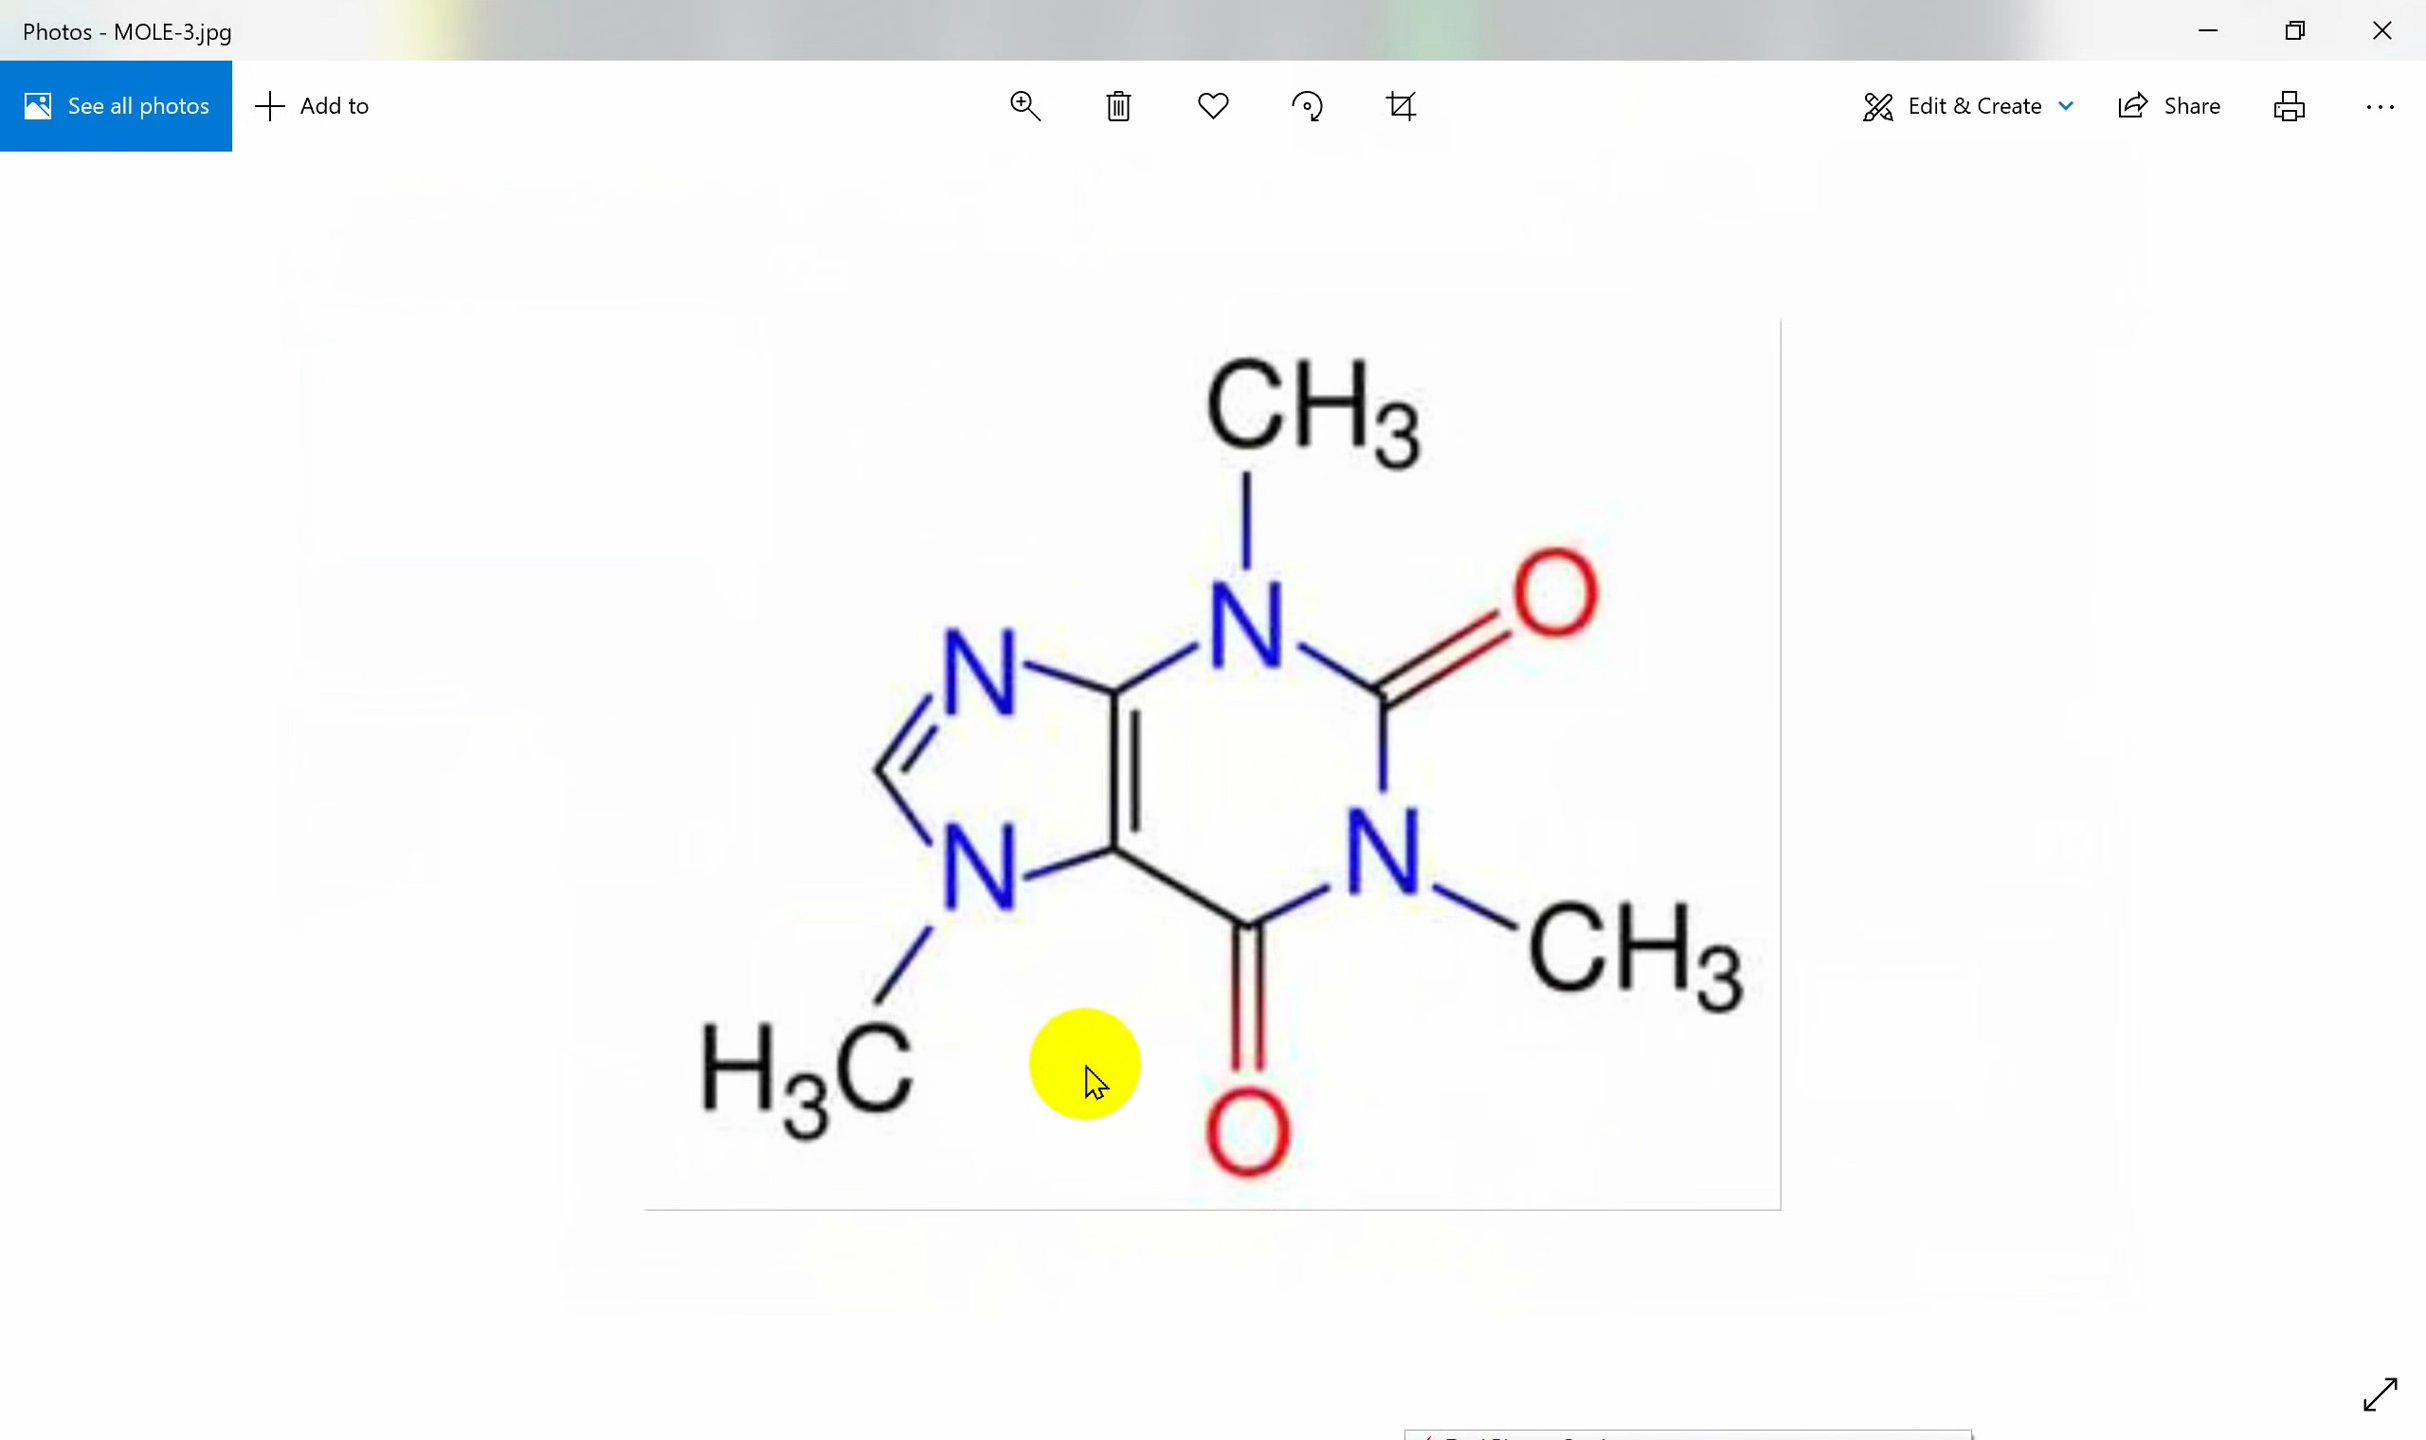 Photos - MOLE-3.jpg
See all photos
Add to
Edit & Create
Share
CH3
O
N
N
N
N
CH3
H3C
O